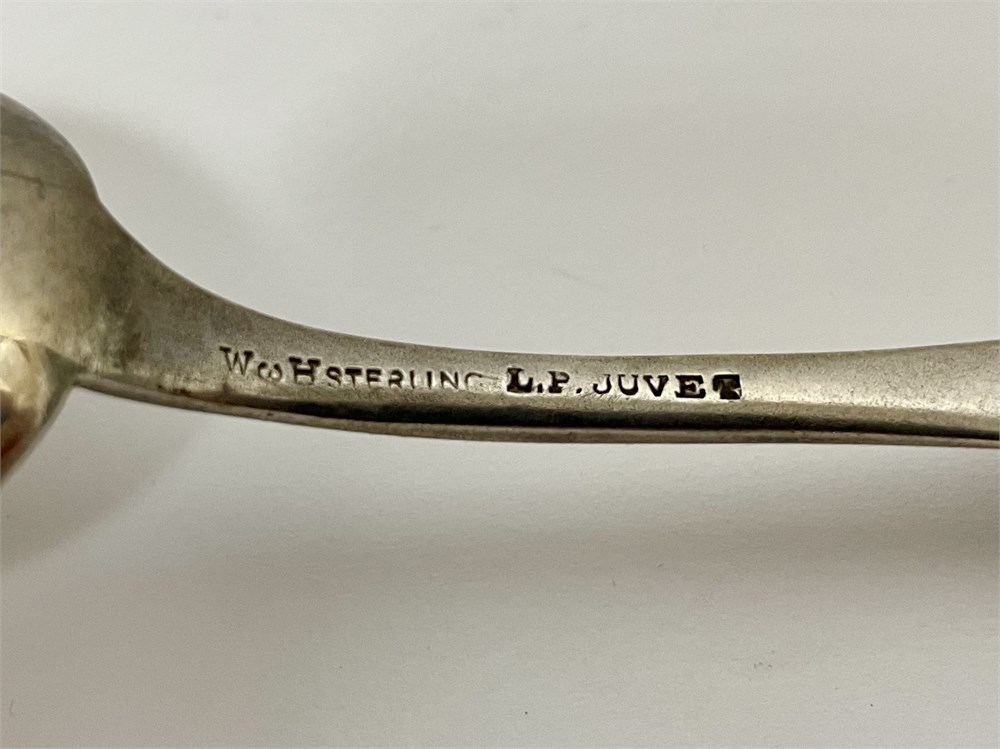 W & H STERLING L.P. JUVET